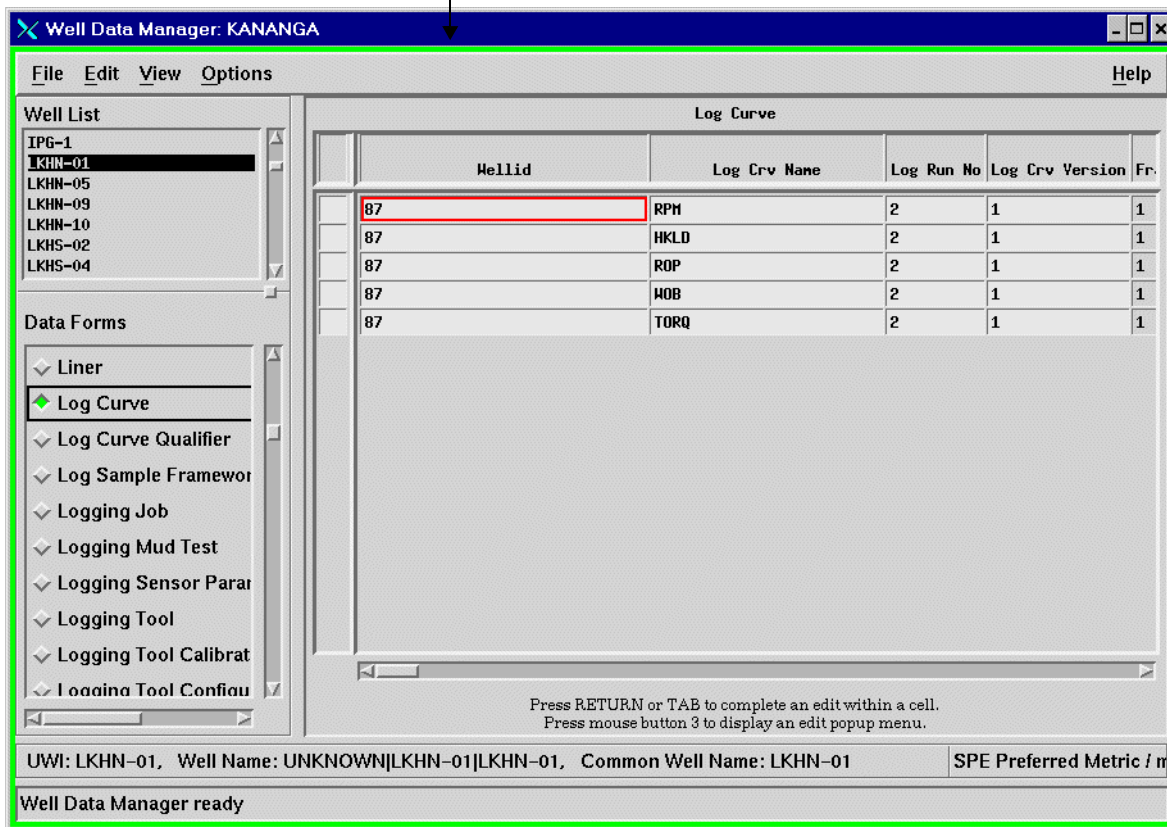 Well Data Manager: KANANGA
File Edit View Options Help
Well List
IPG-1
LKHN-01
LKHN-05
LKHN-09
LKHN-10
LKHS-02
LKHS-04
Data Forms
Liner
Log Curve
Log Curve Qualifier
Log Sample Framewor
Logging Job
Logging Mud Test
Logging Sensor Parar
Logging Tool
Logging Tool Calibrat
Logging Tool Configu
Log Curve
Wellid Log Crv Name Log Run No Log Crv Version Fr
87 RPM 2 1 1
87 HKLD 2 1 1
87 ROP 2 1 1
87 WOB 2 1 1
87 TORQ 2 1 1
Press RETURN or TAB to complete an edit within a cell.
Press mouse button 3 to display an edit popup menu.
UWI: LKHN-01, Well Name: UNKNOWN|LKHN-01|LKHN-01, Common Well Name: LKHN-01 SPE Preferred Metric / m
Well Data Manager ready